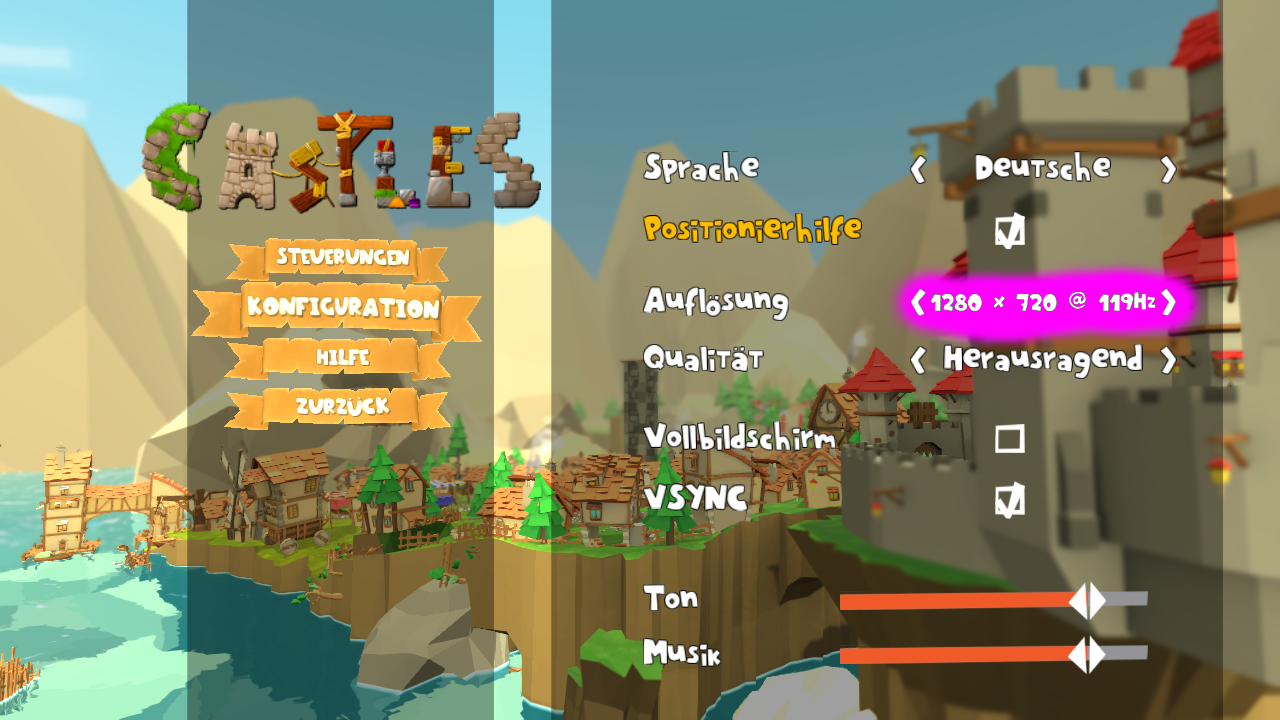 CASTLES
STEUERUNGEN
KONFIGURATION
HILFE
ZURZÜCK
Sprache
Deutsche
Positionierhilfe
Auflösung
1280 × 720 @ 119Hz
Qualität
Herausragend
Vollbildschirm
VSYNC
Ton
Musik